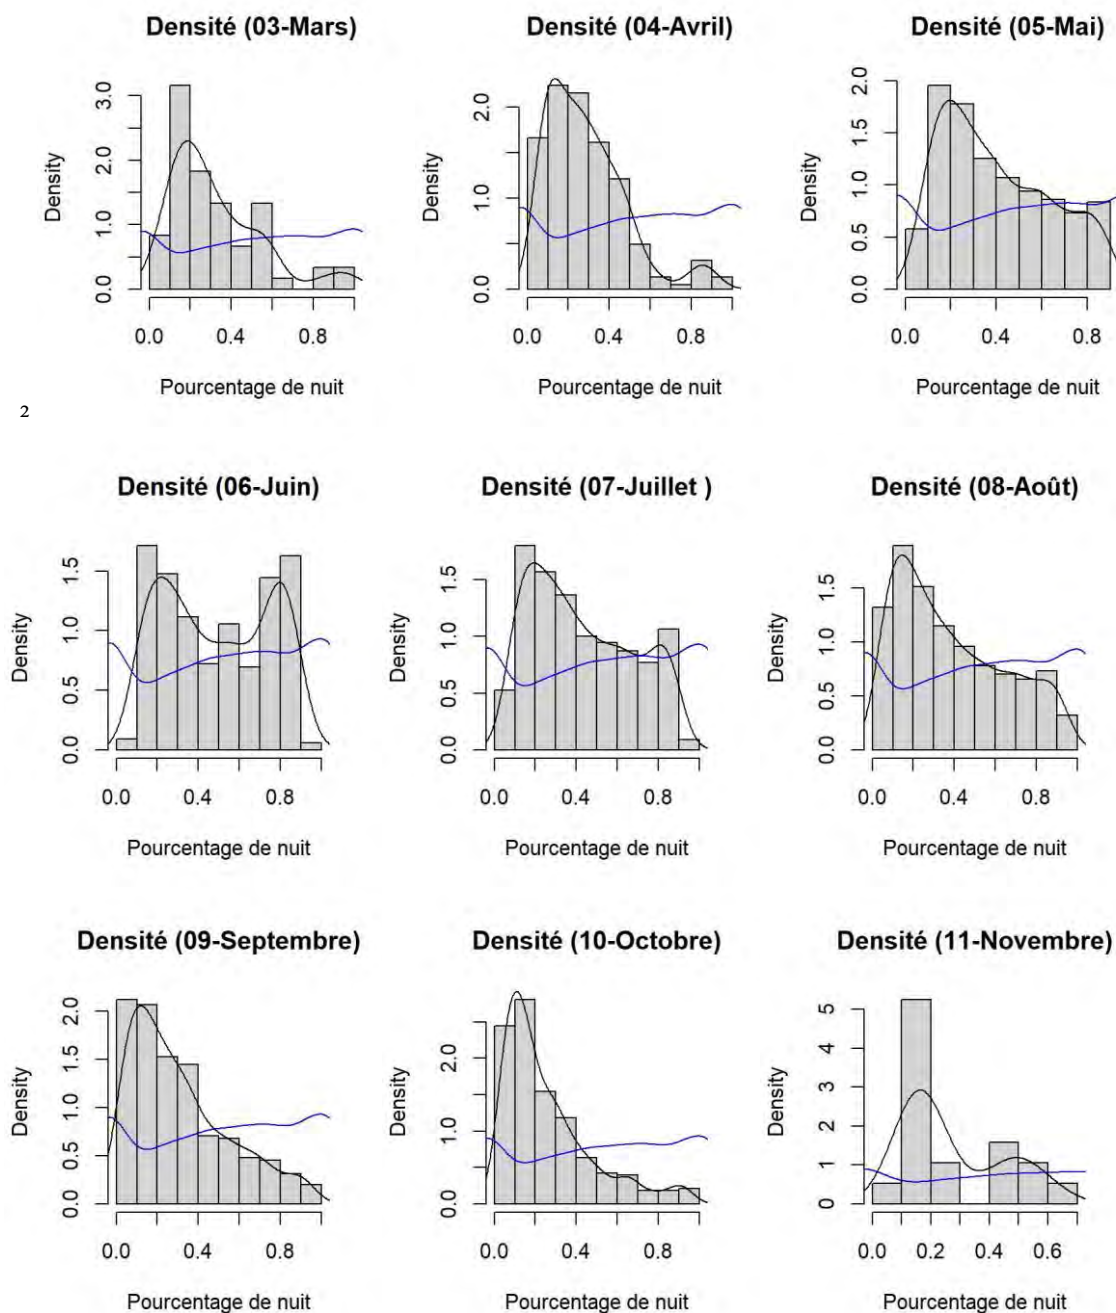 Densité (03-Mars) Densité (04-Avril) Densité (05-Mai)
Density
0.0 1.0 2.0 3.0
0.0 0.4 0.8
Pourcentage de nuit
Density
0.0 1.0 2.0
0.0 0.4 0.8
Pourcentage de nuit
Density
0.0 0.5 1.0 1.5 2.0
0.0 0.4 0.8
Pourcentage de nuit
2
Densité (06-Juin) Densité (07-Juillet ) Densité (08-Août)
Density
0.0 0.5 1.0 1.5
0.0 0.4 0.8
Pourcentage de nuit
Density
0.0 0.5 1.0 1.5
0.0 0.4 0.8
Pourcentage de nuit
Density
0.0 0.5 1.0 1.5
0.0 0.4 0.8
Pourcentage de nuit
Densité (09-Septembre) Densité (10-Octobre) Densité (11-Novembre)
Density
0.0 0.5 1.0 1.5 2.0
0.0 0.4 0.8
Pourcentage de nuit
Density
0.0 1.0 2.0
0.0 0.4 0.8
Pourcentage de nuit
Density
0 1 2 3 4 5
0.0 0.2 0.4 0.6
Pourcentage de nuit